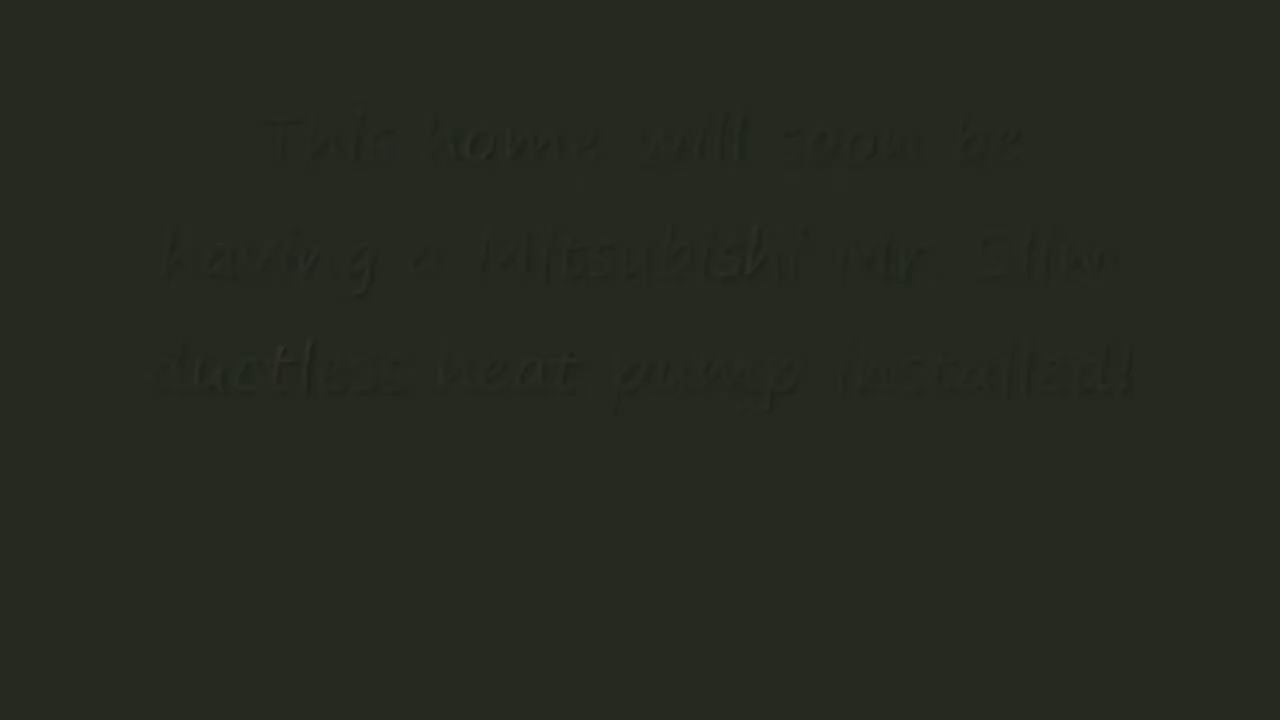 This home will soon be
having a Mitsubishi Mr. Slim
ductless heat pump installed!